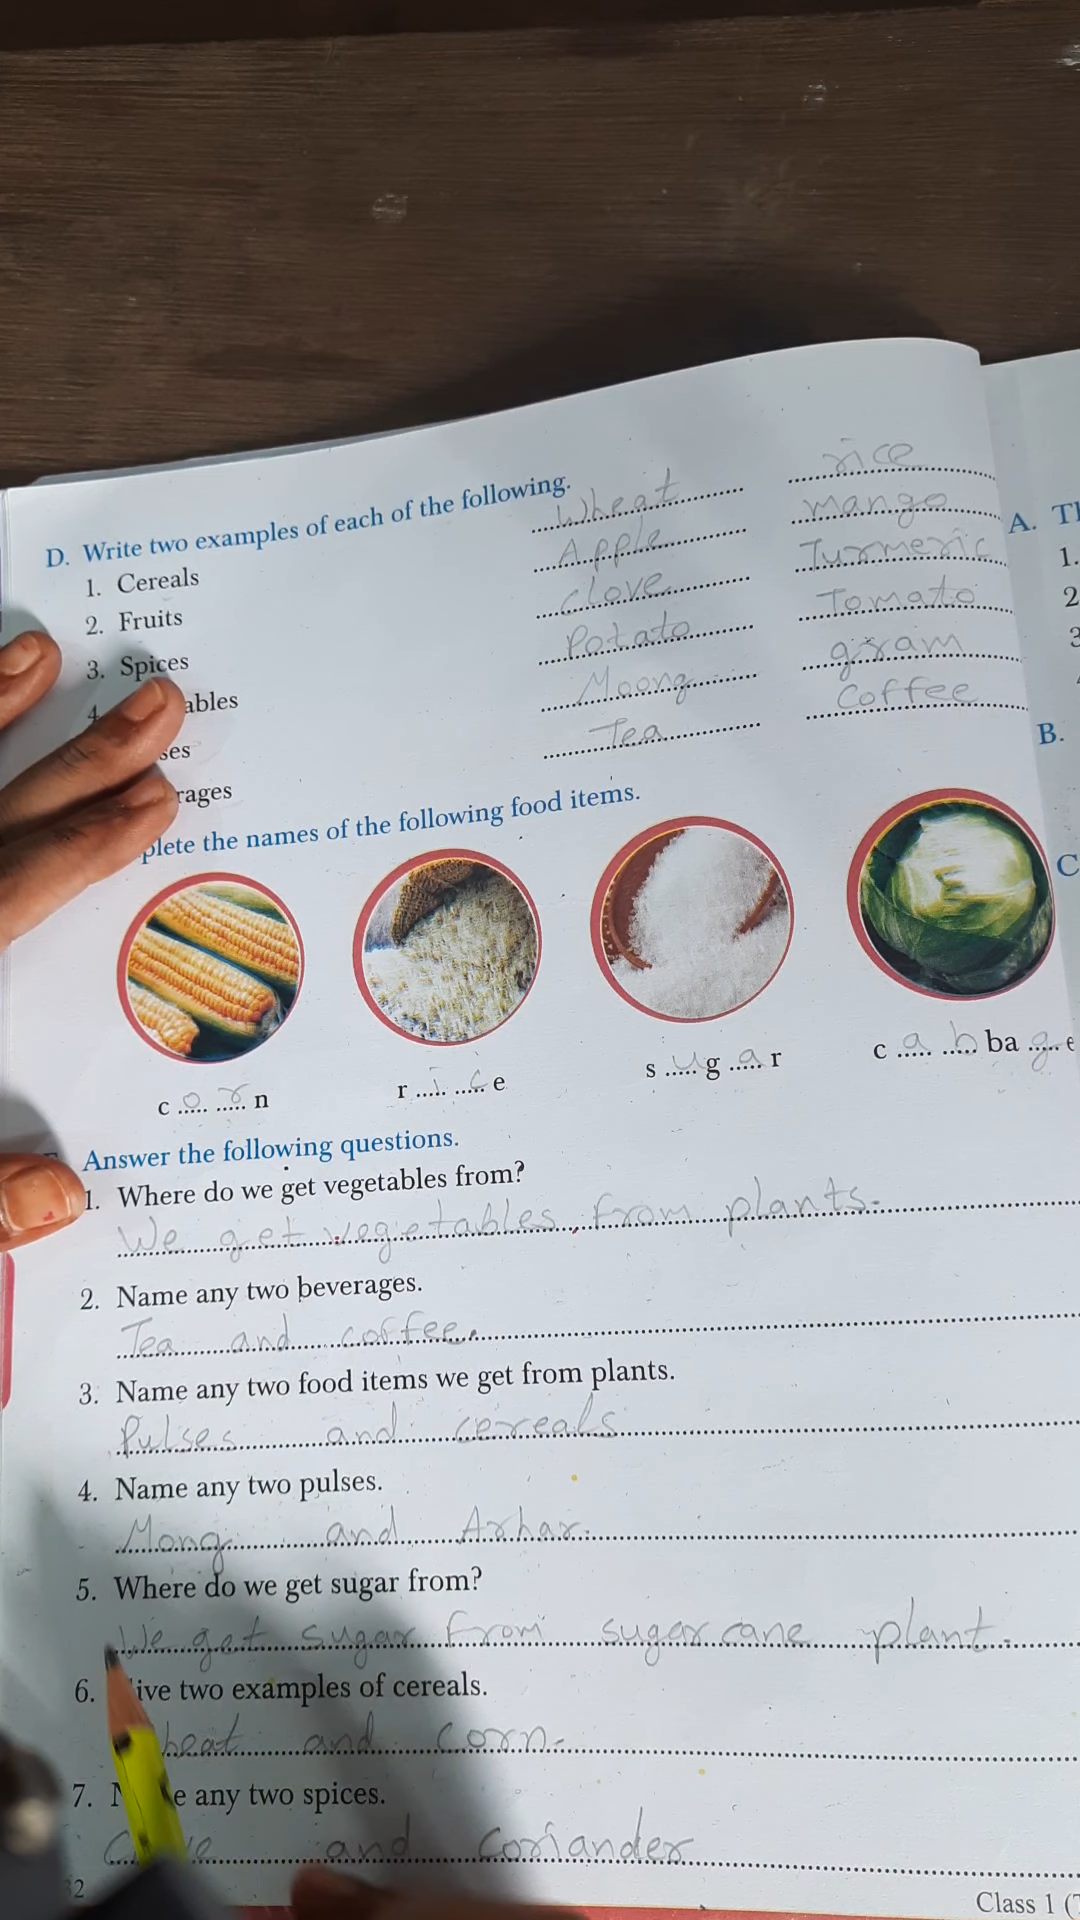 D. Write two examples of each of the following.
1. Cereals Wheat rice
2. Fruits Apple mango
3. Spices clove Turmeric
4. ables Potato Tomato
ses Moong gram
rages Tea coffee
plete the names of the following food items.
c o r n r i c e s u g a r c a b ba g e
Answer the following questions.
1. Where do we get vegetables from?
We get vegetables from plants.
2. Name any two beverages.
Tea and coffee.
3. Name any two food items we get from plants.
Pulses and cereals
4. Name any two pulses.
Mong and Arhar.
5. Where do we get sugar from?
We get sugar from sugarcane plant.
6. ive two examples of cereals.
heat and corn.
7. N e any two spices.
C ve and Coriander
2
Class 1 (
A. Th
1.
2
3
B.
C